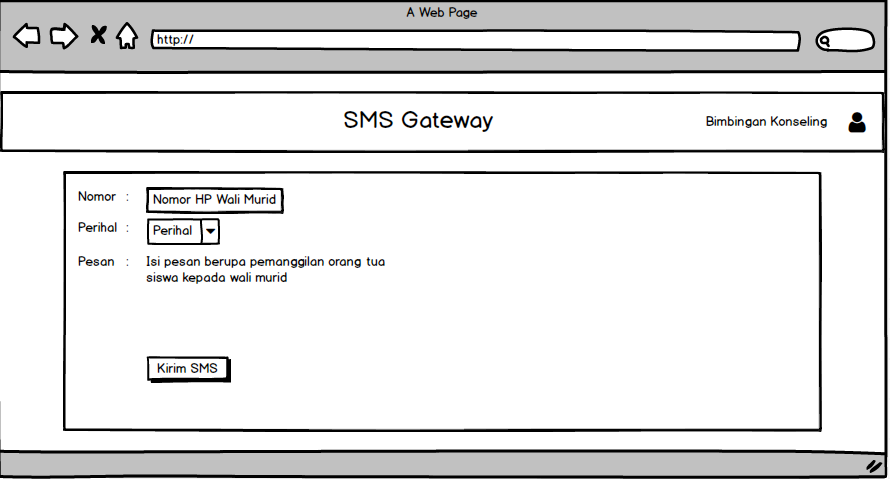 A Web Page
http://
SMS Gateway
Bimbingan Konseling
Nomor : Nomor HP Wali Murid
Perihal : Perihal
Pesan : Isi pesan berupa pemanggilan orang tua
siswa kepada wali murid
Kirim SMS